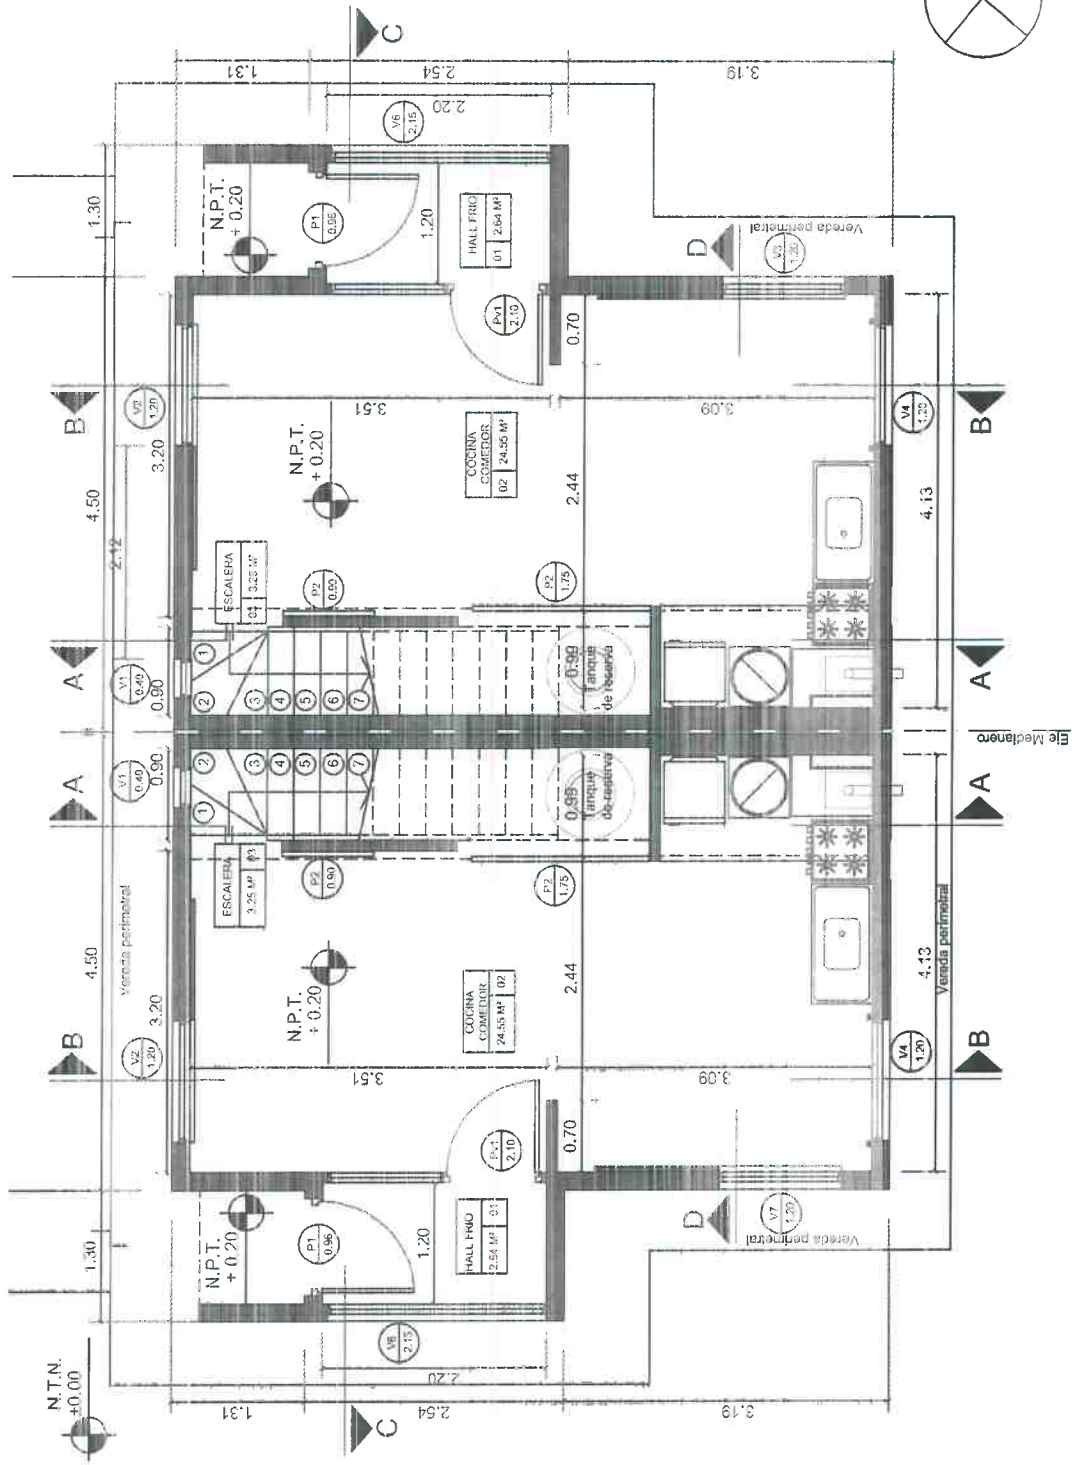 N.T.N.
±0.00
1.30
4.50
4.50
1.30
B
A
A
B
V2
1.20
3.20
Vereda perimetral
V1
0.40
0.90
V1
0.40
0.90
2.12
V2
1.20
3.20
1.31
2.54
3.19
2.20
C
V6
2.15
N.P.T.
+ 0.20
P1
0.96
1.20
HALL FRIO
2.64 M² 01
Pv1
2.10
0.70
D
V7
1.20
Vereda perimetral
3.51
3.09
N.P.T.
+ 0.20
COCINA
COMEDOR
24.55 M² 02
2.44
ESCALERA
3.25 M² 03
P2
0.90
P2
1.75
1
2
3
4
5
6
7
0.99
Tanque
de reserva
1
2
3
4
5
6
7
0.99
Tanque
de reserva
ESCALERA
3.25 M²
P2
0.90
P2
1.75
N.P.T.
+ 0.20
COCINA
COMEDOR
02 24.55 M²
2.44
3.51
3.09
N.P.T.
+ 0.20
P1
0.96
1.20
HALL FRIO
01 2.64 M²
Pv1
2.10
0.70
D
V3
1.20
Vereda perimetral
V6
2.15
C
1.31
2.54
3.19
2.20
V4
1.20
4.13
Vereda perimetral
4.13
V4
1.20
B
A
A
B
Eje Medianero